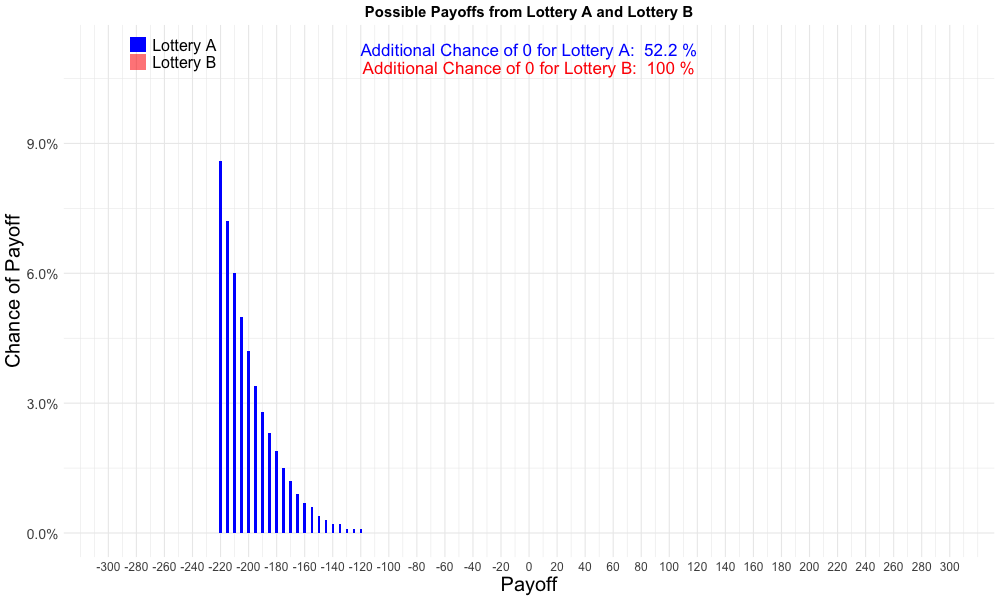 Possible Payoffs from Lottery A and Lottery B
Lottery A
Lottery B
Additional Chance of 0 for Lottery A:  52.2 %
Additional Chance of 0 for Lottery B:  100 %
Chance of Payoff
9.0%
6.0%
3.0%
0.0%
-300 -280 -260 -240 -220 -200 -180 -160 -140 -120 -100 -80 -60 -40 -20 0 20 40 60 80 100 120 140 160 180 200 220 240 260 280 300
Payoff